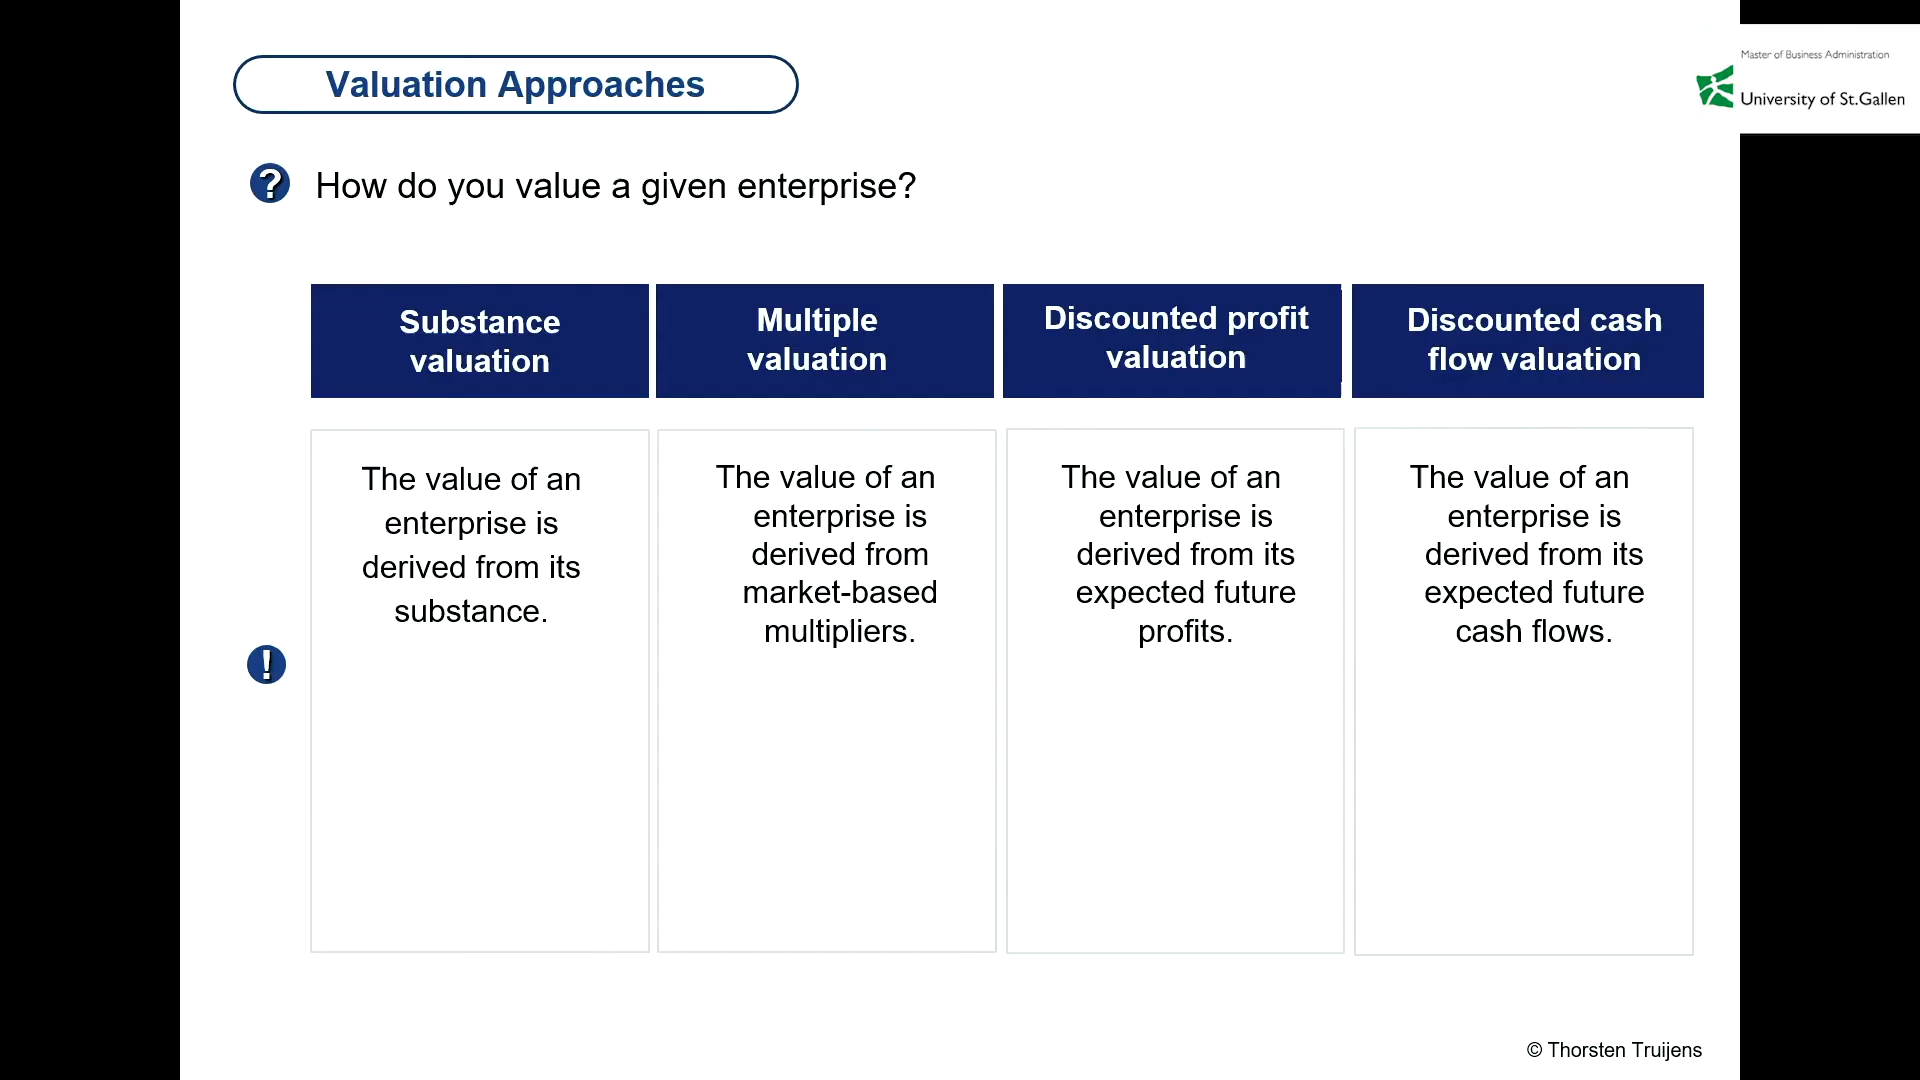 Valuation Approaches
Master of Business Administration
University of St.Gallen
? How do you value a given enterprise?
Substance
valuation
Multiple
valuation
Discounted profit
valuation
Discounted cash
flow valuation
The value of an
enterprise is
derived from its
substance.
The value of an
enterprise is
derived from
market-based
multipliers.
The value of an
enterprise is
derived from its
expected future
profits.
The value of an
enterprise is
derived from its
expected future
cash flows.
!
© Thorsten Truijens